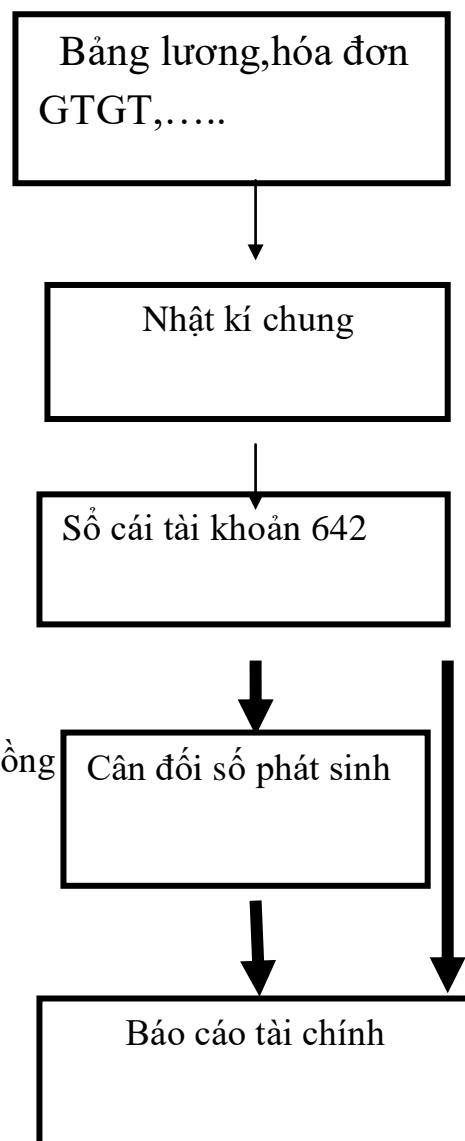 Bảng lương,hóa đơn
GTGT,.....
Nhật kí chung
Sổ cái tài khoản 642
ồng
Cân đối số phát sinh
Báo cáo tài chính